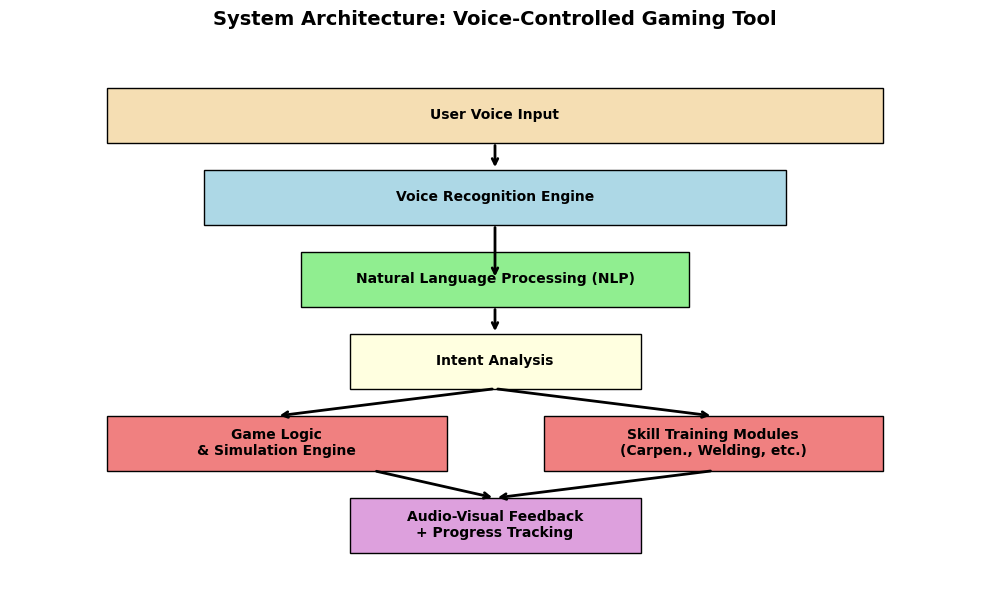 System Architecture: Voice-Controlled Gaming Tool
User Voice Input
Voice Recognition Engine
Natural Language Processing (NLP)
Intent Analysis
Game Logic
& Simulation Engine
Skill Training Modules
(Carpen., Welding, etc.)
Audio-Visual Feedback
+ Progress Tracking